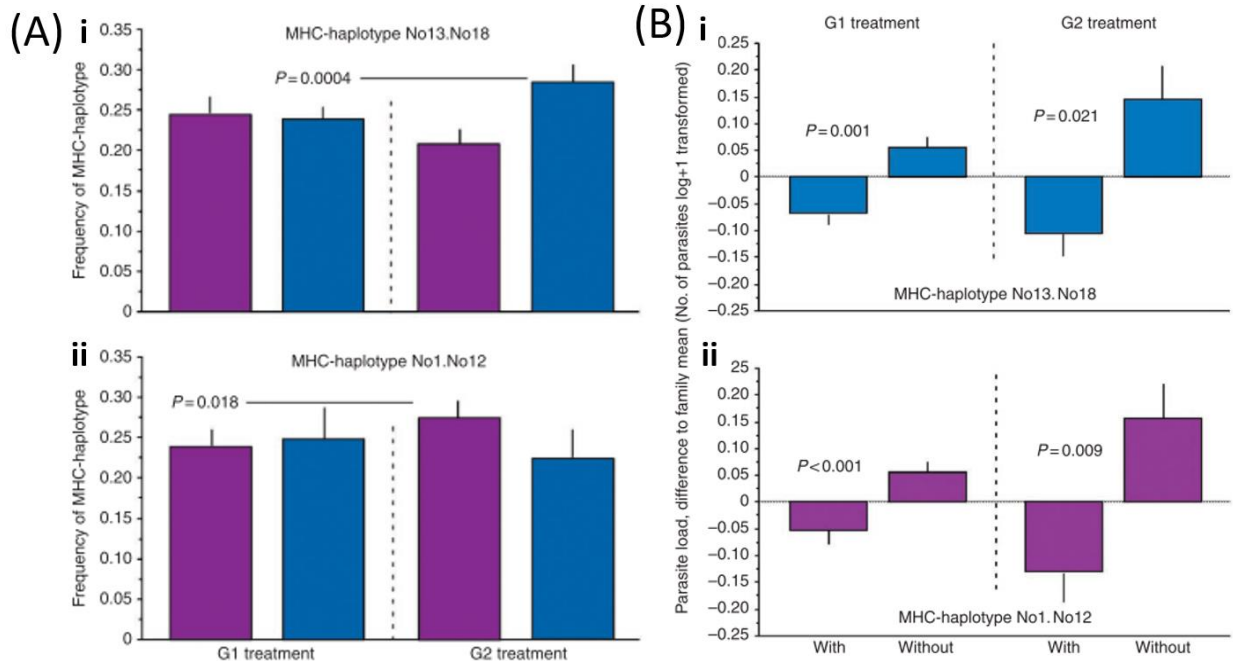 (A) i
MHC-haplotype No13.No18
P=0.0004
Frequency of MHC-haplotype
0.35
0.30
0.25
0.20
0.15
0.10
0.05
0
ii
MHC-haplotype No1.No12
P=0.018
Frequency of MHC-haplotype
0.35
0.30
0.25
0.20
0.15
0.10
0.05
0
G1 treatment
G2 treatment
(B) i
G1 treatment
G2 treatment
P=0.001
P=0.021
MHC-haplotype No13.No18
0.25
0.20
0.15
0.10
0.05
0
−0.05
−0.10
−0.15
−0.20
−0.25
Parasite load, difference to family mean (No. of parasites log+1 transformed)
ii
P<0.001
P=0.009
MHC-haplotype No1.No12
25
0.20
0.15
0.10
0.05
0
−0.05
−0.10
−0.15
−0.20
−0.25
With
Without
With
Without